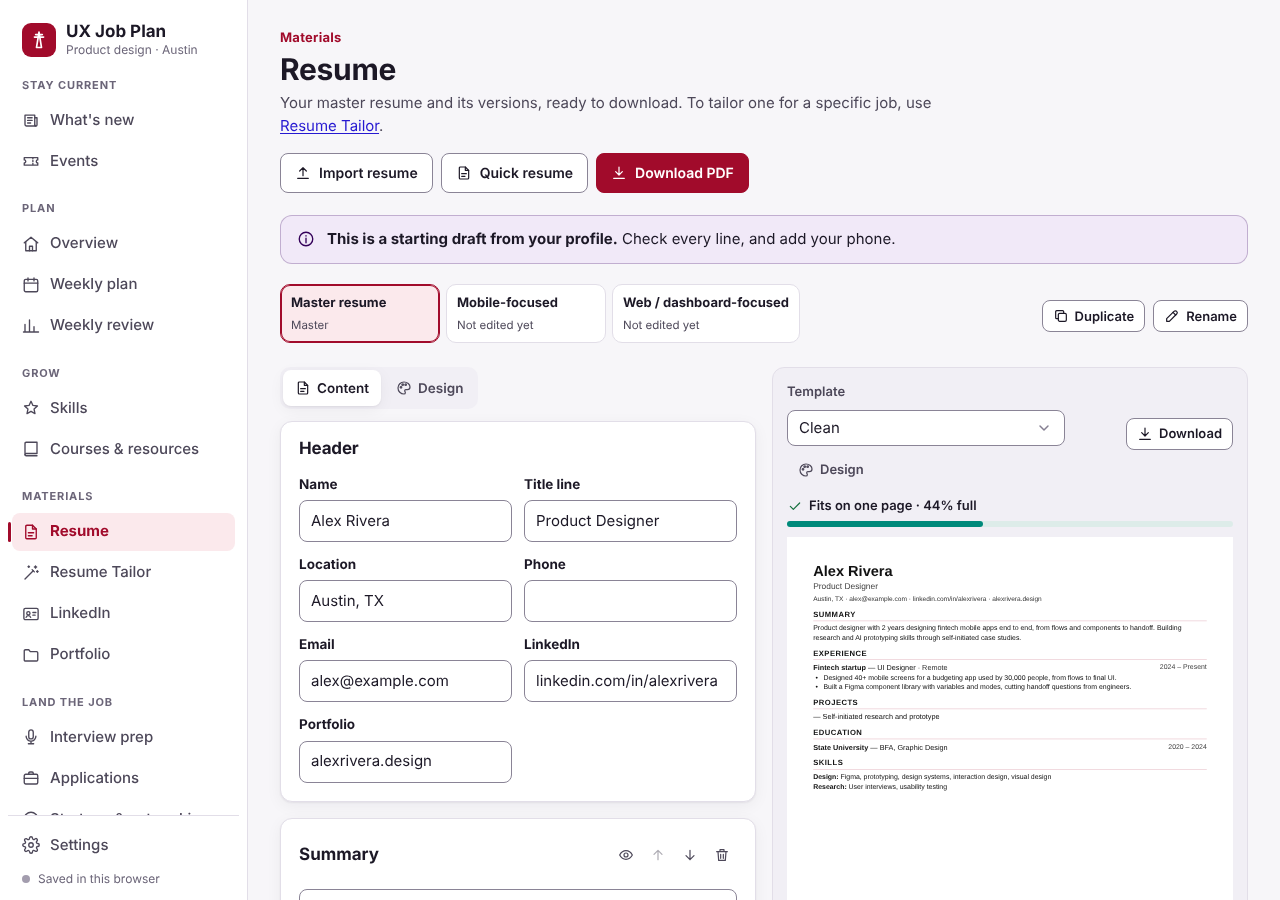 UX Job Plan
Product design · Austin
STAY CURRENT
What's new
Events
PLAN
Overview
Weekly plan
Weekly review
GROW
Skills
Courses & resources
MATERIALS
Resume
Resume Tailor
LinkedIn
Portfolio
LAND THE JOB
Interview prep
Applications
Settings
Saved in this browser
Materials
Resume
Your master resume and its versions, ready to download. To tailor one for a specific job, use
Resume Tailor.
Import resume
Quick resume
Download PDF
This is a starting draft from your profile. Check every line, and add your phone.
Master resume
Master
Mobile-focused
Not edited yet
Web / dashboard-focused
Not edited yet
Duplicate
Rename
Content
Design
Header
Name
Title line
Alex Rivera
Product Designer
Location
Phone
Austin, TX
Email
LinkedIn
alex@example.com
linkedin.com/in/alexrivera
Portfolio
alexrivera.design
Summary
Template
Clean
Download
Design
Fits on one page · 44% full
Alex Rivera
Product Designer
Austin, TX · alex@example.com · linkedin.com/in/alexrivera · alexrivera.design
SUMMARY
Product designer with 2 years designing fintech mobile apps end to end, from flows and components to handoff. Building
research and AI prototyping skills through self-initiated case studies.
EXPERIENCE
Fintech startup — UI Designer · Remote 2024 – Present
• Designed 40+ mobile screens for a budgeting app used by 30,000 people, from flows to final UI.
• Built a Figma component library with variables and modes, cutting handoff questions from engineers.
PROJECTS
— Self-initiated research and prototype
EDUCATION
State University — BFA, Graphic Design 2020 – 2024
SKILLS
Design: Figma, prototyping, design systems, interaction design, visual design
Research: User interviews, usability testing